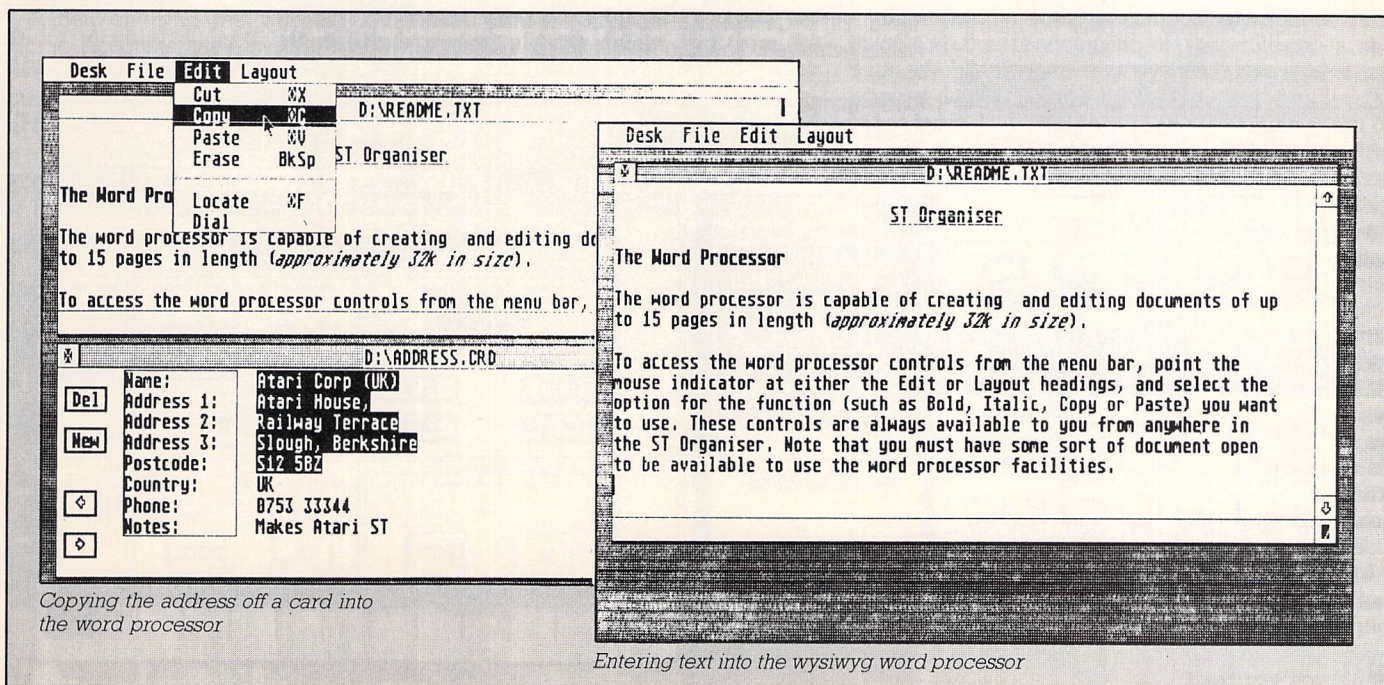 Desk File Edit Layout
Cut ⌘X
Copy ⌘C
Paste ⌘V
Erase BkSp
Locate ⌘F
Dial
D:\README.TXT
ST Organiser
The Word Pro
The word processor is capable of creating and editing do
to 15 pages in length (approximately 32k in size).
To access the word processor controls from the menu bar,
D:\ADDRESS.CRD
Del
New
Name: Atari Corp (UK)
Address 1: Atari House,
Address 2: Railway Terrace
Address 3: Slough, Berkshire
Postcode: S12 5BZ
Country: UK
Phone: 0753 33344
Notes: Makes Atari ST
Copying the address off a card into
the word processor
Desk File Edit Layout
D:\README.TXT
ST Organiser
The Word Processor
The word processor is capable of creating and editing documents of up
to 15 pages in length (approximately 32k in size).
To access the word processor controls from the menu bar, point the
mouse indicator at either the Edit or Layout headings, and select the
option for the function (such as Bold, Italic, Copy or Paste) you want
to use. These controls are always available to you from anywhere in
the ST Organiser. Note that you must have some sort of document open
to be available to use the word processor facilities.
Entering text into the wysiwyg word processor